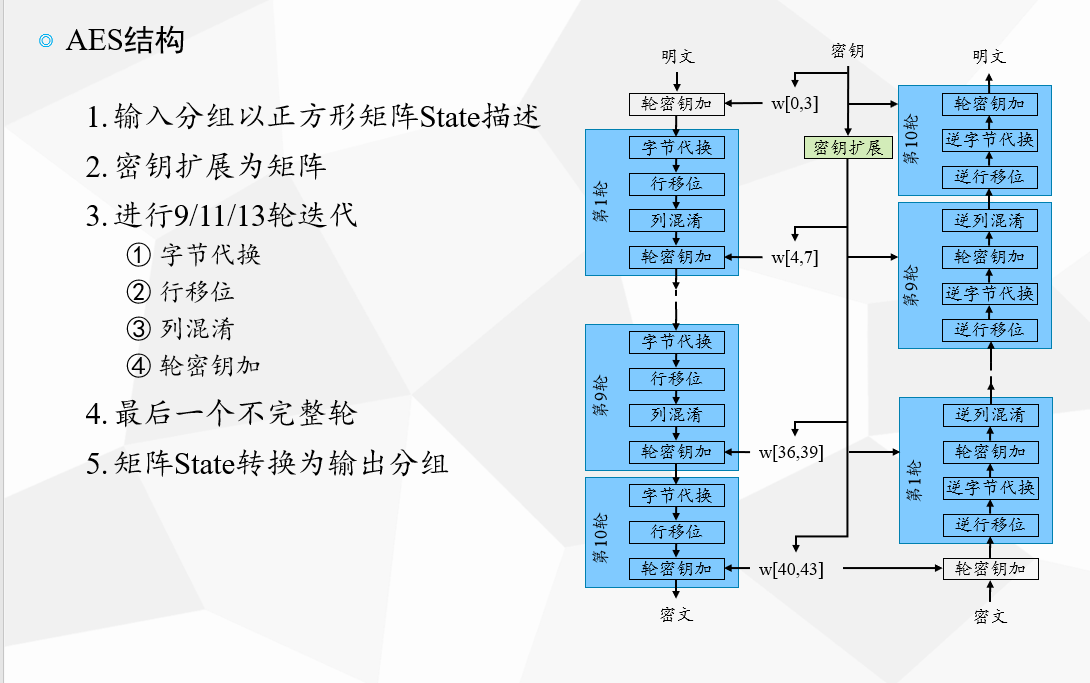 AES结构
1. 输入分组以正方形矩阵State描述
2. 密钥扩展为矩阵
3. 进行9/11/13轮迭代
① 字节代换
② 行移位
③ 列混淆
④ 轮密钥加
4. 最后一个不完整轮
5. 矩阵State转换为输出分组
明文
轮密钥加
第1轮
字节代换
行移位
列混淆
轮密钥加
第9轮
字节代换
行移位
列混淆
轮密钥加
第10轮
字节代换
行移位
轮密钥加
密文
密钥
w[0,3]
密钥扩展
w[4,7]
w[36,39]
w[40,43]
明文
第10轮
轮密钥加
逆字节代换
逆行移位
第9轮
逆列混淆
轮密钥加
逆字节代换
逆行移位
第1轮
逆列混淆
轮密钥加
逆字节代换
逆行移位
轮密钥加
密文